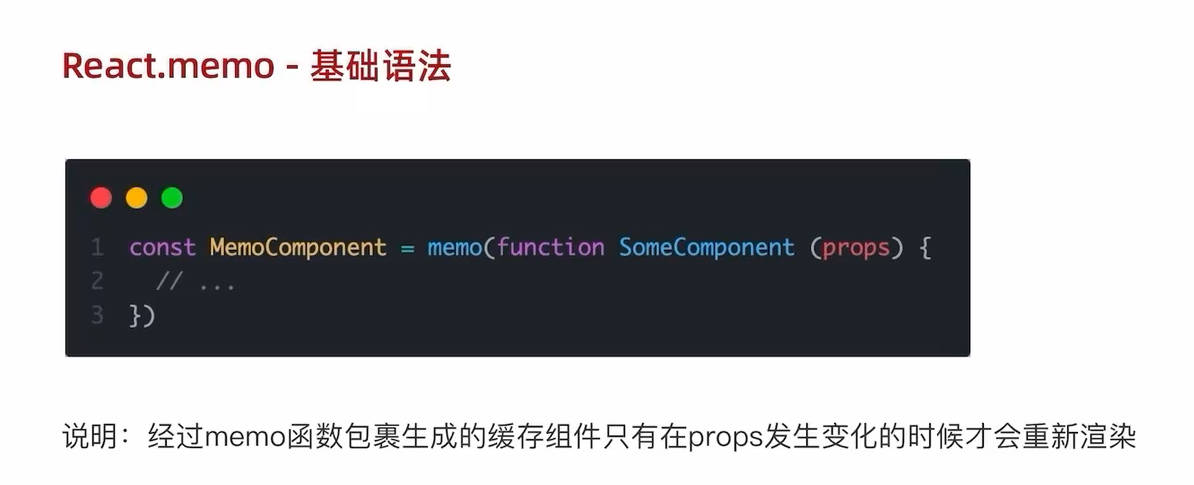 React.memo - 基础语法
1 const MemoComponent = memo(function SomeComponent (props) {
2   // ...
3 })
说明：经过memo函数包裹生成的缓存组件只有在props发生变化的时候才会重新渲染